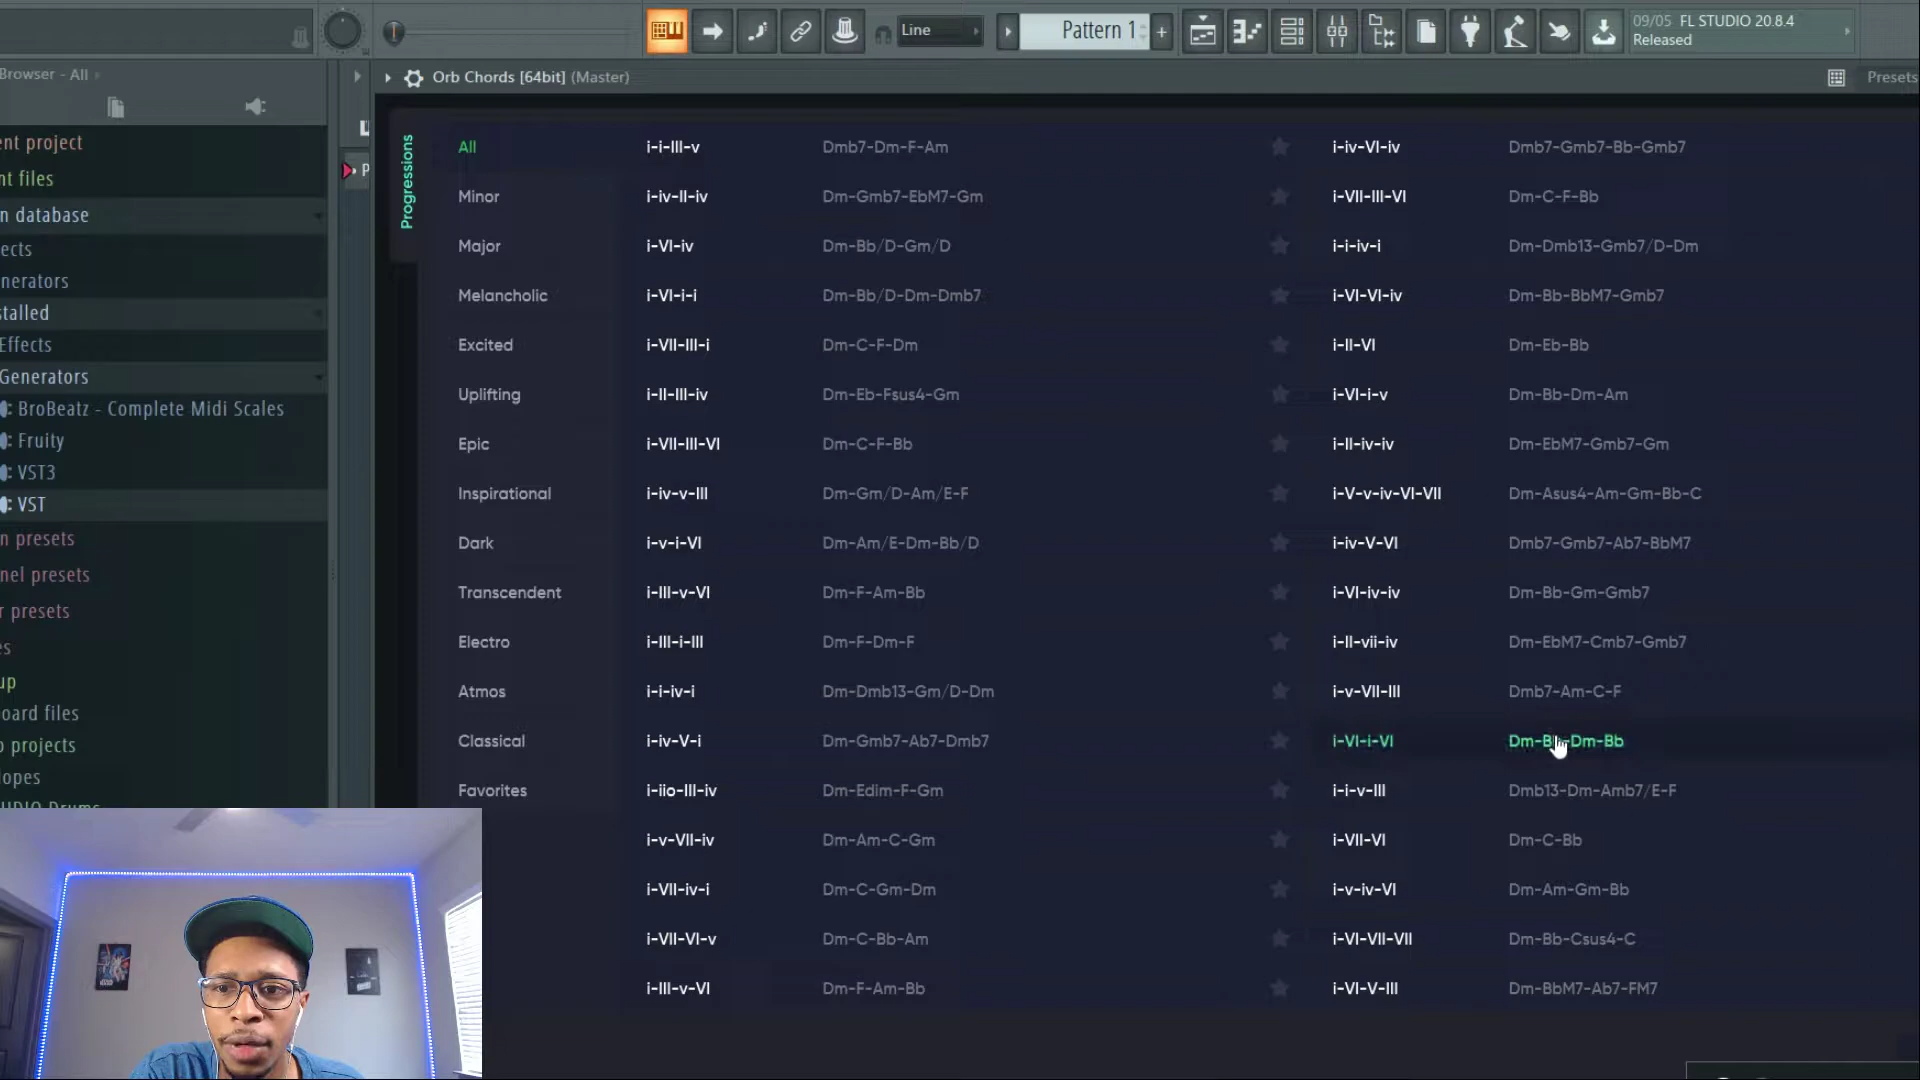 Line
Pattern 1
+
09/05 FL STUDIO 20.8.4
Released
Browser - All
Orb Chords [64bit] (Master)
Presets
ent project
nt files
n database
ects
nerators
stalled
Effects
Generators
BroBeatz - Complete Midi Scales
Fruity
VST3
VST
n presets
nel presets
r presets
es
up
oard files
o projects
lopes
P
Progressions
All
Minor
Major
Melancholic
Excited
Uplifting
Epic
Inspirational
Dark
Transcendent
Electro
Atmos
Classical
Favorites
i-i-III-v Dmb7-Dm-F-Am
i-iv-II-iv Dm-Gmb7-EbM7-Gm
i-VI-iv Dm-Bb/D-Gm/D
i-VI-i-i Dm-Bb/D-Dm-Dmb7
i-VII-III-i Dm-C-F-Dm
i-II-III-iv Dm-Eb-Fsus4-Gm
i-VII-III-VI Dm-C-F-Bb
i-iv-v-III Dm-Gm/D-Am/E-F
i-v-i-VI Dm-Am/E-Dm-Bb/D
i-III-v-VI Dm-F-Am-Bb
i-III-i-III Dm-F-Dm-F
i-i-iv-i Dm-Dmb13-Gm/D-Dm
i-iv-V-i Dm-Gmb7-Ab7-Dmb7
i-iio-III-iv Dm-Edim-F-Gm
i-v-VII-iv Dm-Am-C-Gm
i-VII-iv-i Dm-C-Gm-Dm
i-VII-VI-v Dm-C-Bb-Am
i-III-v-VI Dm-F-Am-Bb
i-iv-VI-iv Dmb7-Gmb7-Bb-Gmb7
i-VII-III-VI Dm-C-F-Bb
i-i-iv-i Dm-Dmb13-Gmb7/D-Dm
i-VI-VI-iv Dm-Bb-BbM7-Gmb7
i-II-VI Dm-Eb-Bb
i-VI-i-v Dm-Bb-Dm-Am
i-II-iv-iv Dm-EbM7-Gmb7-Gm
i-V-v-iv-VI-VII Dm-Asus4-Am-Gm-Bb-C
i-iv-V-VI Dmb7-Gmb7-Ab7-BbM7
i-VI-iv-iv Dm-Bb-Gm-Gmb7
i-II-vii-iv Dm-EbM7-Cmb7-Gmb7
i-v-VII-III Dmb7-Am-C-F
i-VI-i-VI Dm-Bb-Dm-Bb
i-i-v-III Dmb13-Dm-Amb7/E-F
i-VII-VI Dm-C-Bb
i-v-iv-VI Dm-Am-Gm-Bb
i-VI-VII-VII Dm-Bb-Csus4-C
i-VI-V-III Dm-BbM7-Ab7-FM7